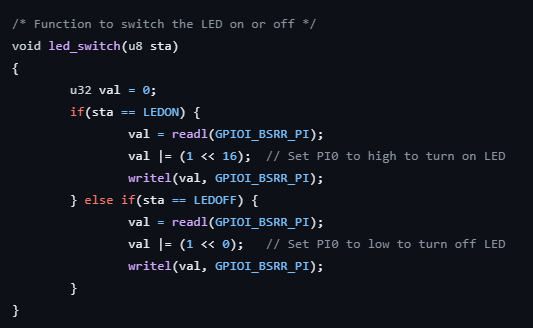 /* Function to switch the LED on or off */
void led_switch(u8 sta)
{
        u32 val = 0;
        if(sta == LEDON) {
                val = readl(GPIOI_BSRR_PI);
                val |= (1 << 16);  // Set PI0 to high to turn on LED
                writel(val, GPIOI_BSRR_PI);
        } else if(sta == LEDOFF) {
                val = readl(GPIOI_BSRR_PI);
                val |= (1 << 0);   // Set PI0 to low to turn off LED
                writel(val, GPIOI_BSRR_PI);
        }
}